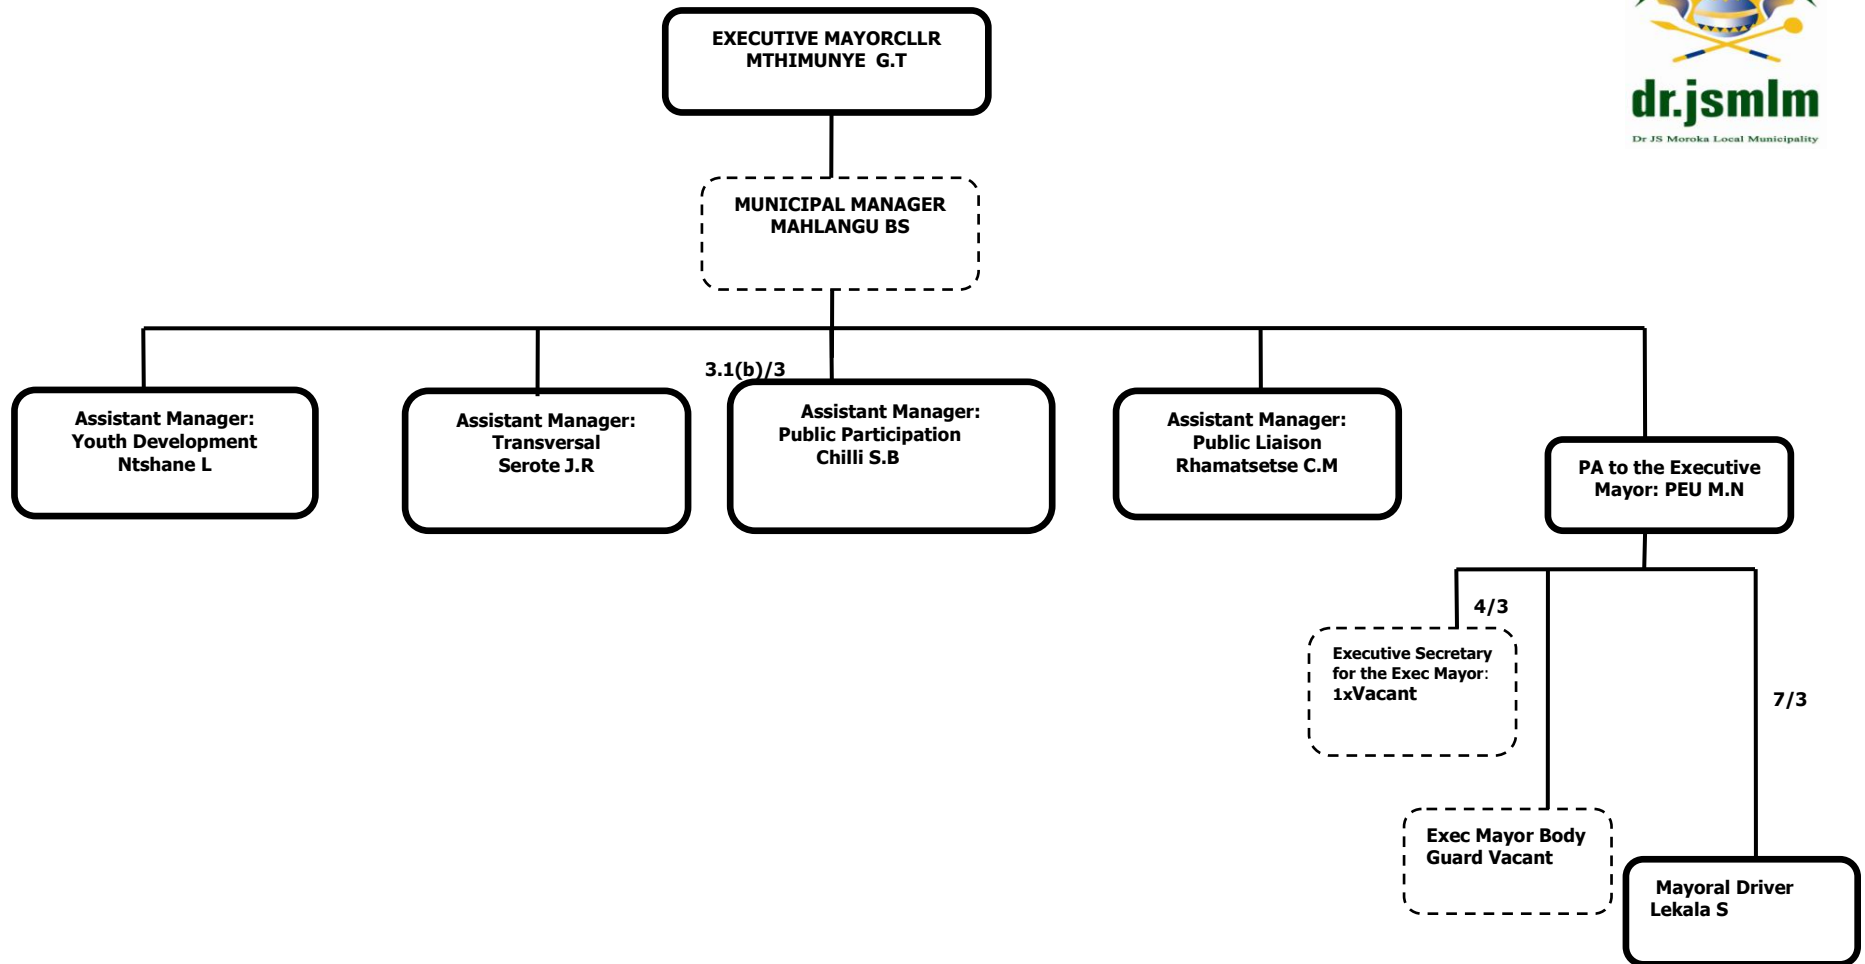 EXECUTIVE MAYORCLLR
MTHIMUNYE G.T
dr.jsmlm
Dr JS Moroka Local Municipality
MUNICIPAL MANAGER
MAHLANGU BS
3.1(b)/3
Assistant Manager:
Youth Development
Ntshane L
Assistant Manager:
Transversal
Serote J.R
Assistant Manager:
Public Participation
Chilli S.B
Assistant Manager:
Public Liaison
Rhamatsetse C.M
PA to the Executive
Mayor: PEU M.N
4/3
Executive Secretary
for the Exec Mayor:
1xVacant
7/3
Exec Mayor Body
Guard Vacant
Mayoral Driver
Lekala S